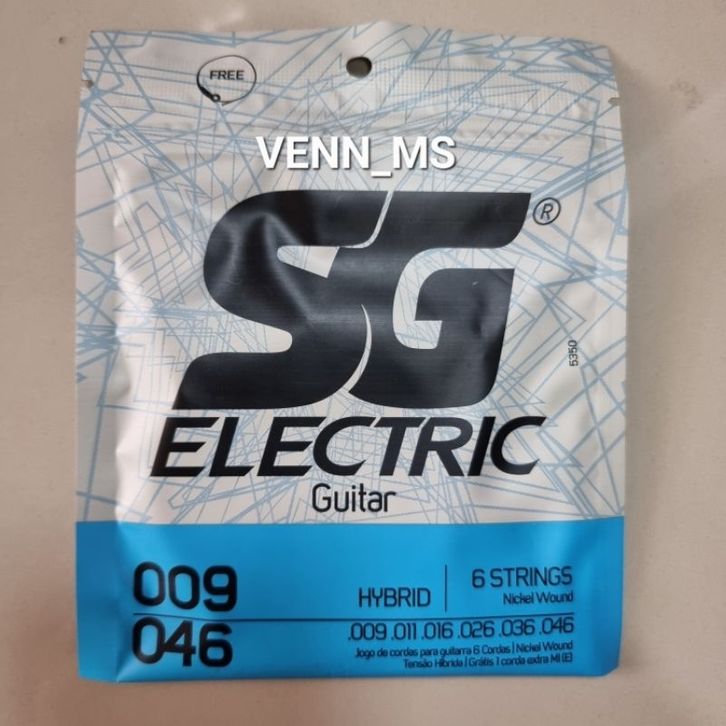 FREE
VENN_MS
SG®
5350
ELECTRIC
Guitar
009
046
HYBRID
6 STRINGS
Nickel Wound
.009 .011 .016 .026 .036 .046
Jogo de cordas para guitarra 6 Cordas | Nickel Wound
Tensão Híbrida | Grátis 1 corda extra MI (E)